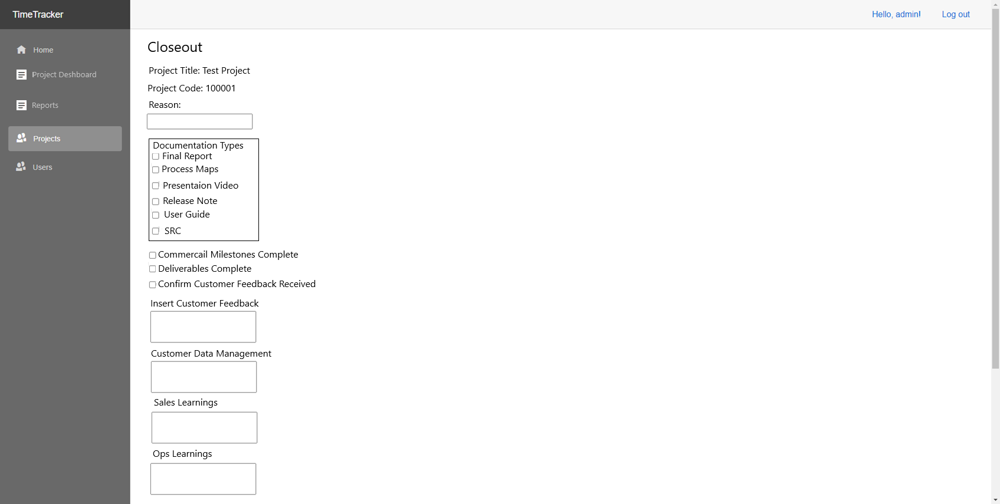 TimeTracker
Hello, admin!
Log out
Home
Project Deshboard
Reports
Projects
Users
Closeout
Project Title: Test Project
Project Code: 100001
Reason:
Documentation Types
Final Report
Process Maps
Presentaion Video
Release Note
User Guide
SRC
Commercail Milestones Complete
Deliverables Complete
Confirm Customer Feedback Received
Insert Customer Feedback
Customer Data Management
Sales Learnings
Ops Learnings